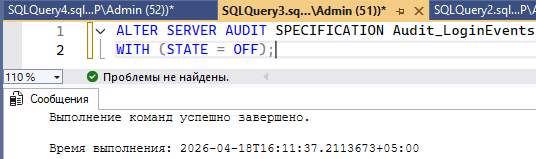 SQLQuery4.sql...P\Admin (52))*
SQLQuery3.sq...\Admin (51))*
SQLQuery2.sql...P\Admin
1 ALTER SERVER AUDIT SPECIFICATION Audit_LoginEvents
2 WITH (STATE = OFF);
110 %
Проблемы не найдены.
Сообщения
Выполнение команд успешно завершено.
Время выполнения: 2026-04-18T16:11:37.2113673+05:00